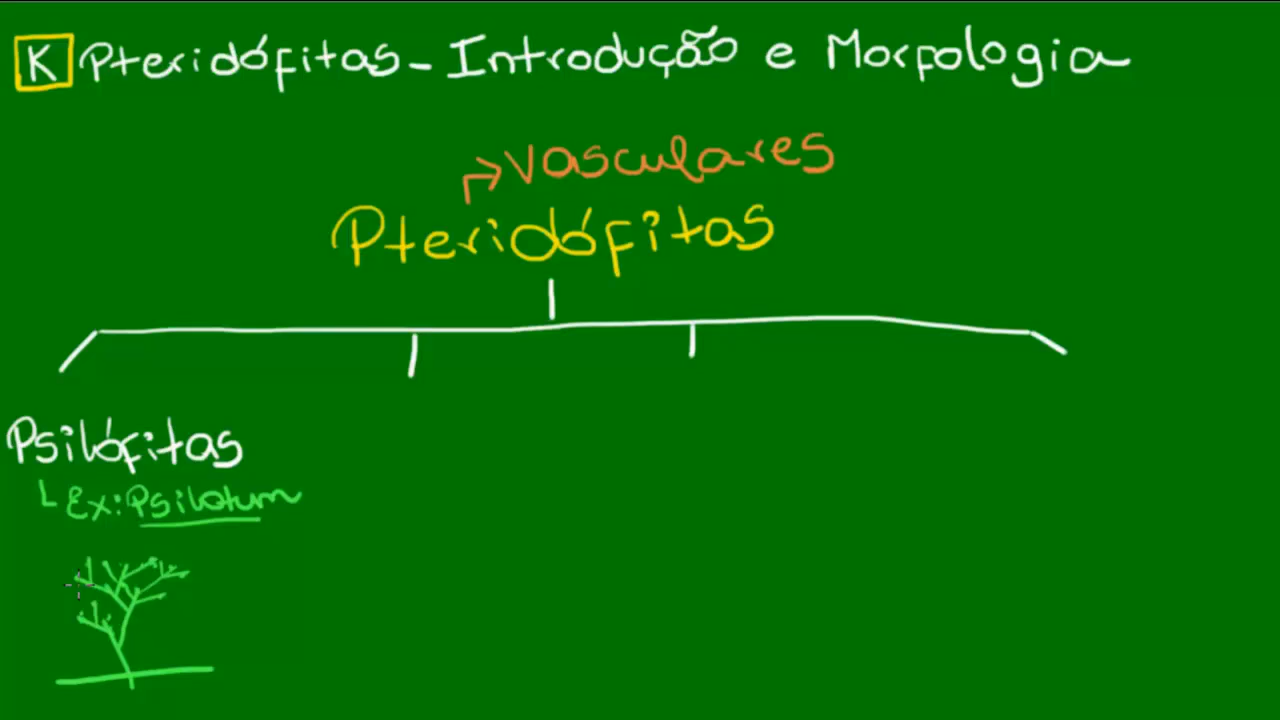 K Pteridófitas - Introdução e Morfologia
Vasculares
Pteridófitas
Psilófitas
Ex: Psilotum